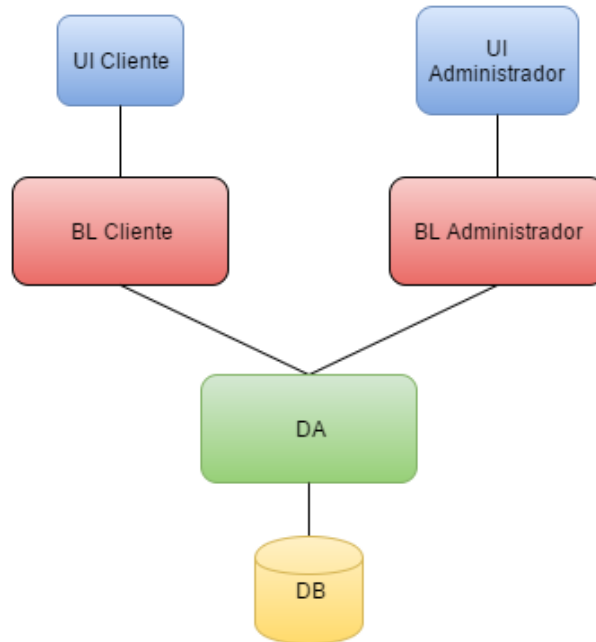 UI Cliente
UI
Administrador
BL Cliente
BL Administrador
DA
DB